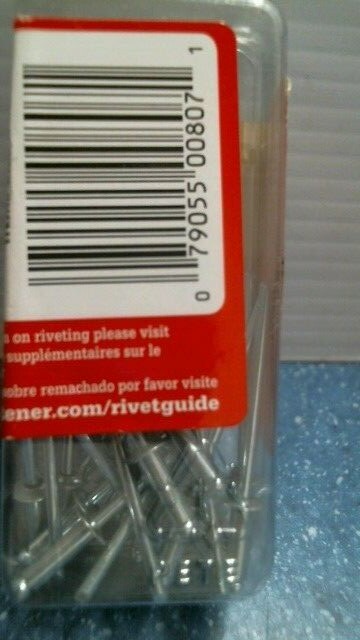 0 79055 00807 1
on riveting please visit
supplémentaires sur le
sobre remachado por favor visite
ener.com/rivetguide